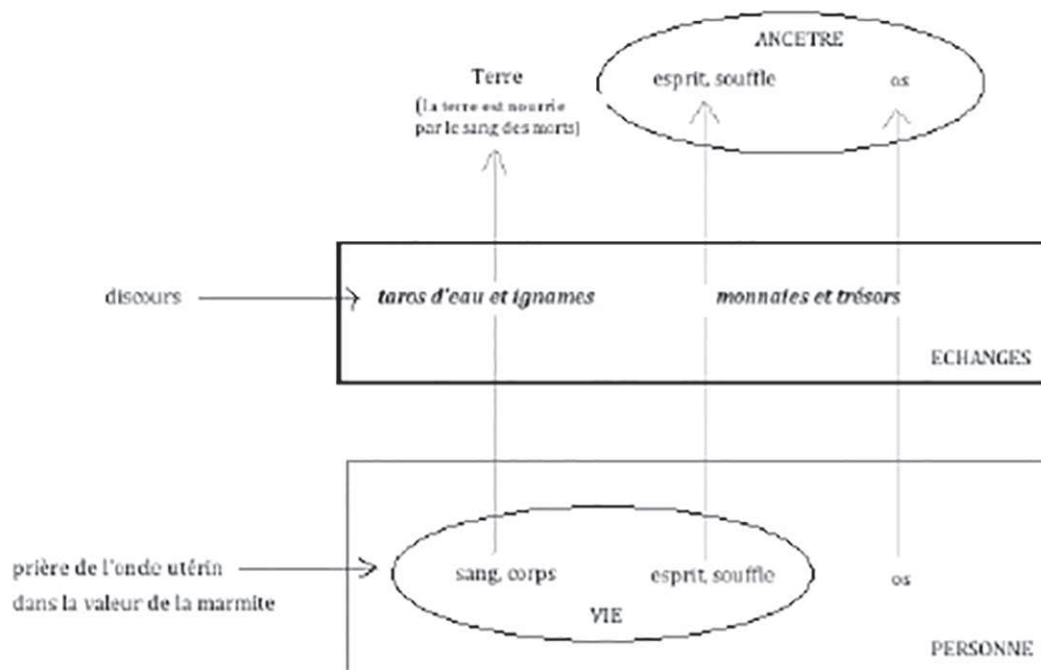 ANCETRE
Terre
esprit, souffle
os
(la terre est nourrie
par le sang des morts)
discours
taros d'eau et ignames
monnaies et trésors
ECHANGES
prière de l'onde utérin
dans la valeur de la marmite
sang, corps
esprit, souffle
os
VIE
PERSONNE